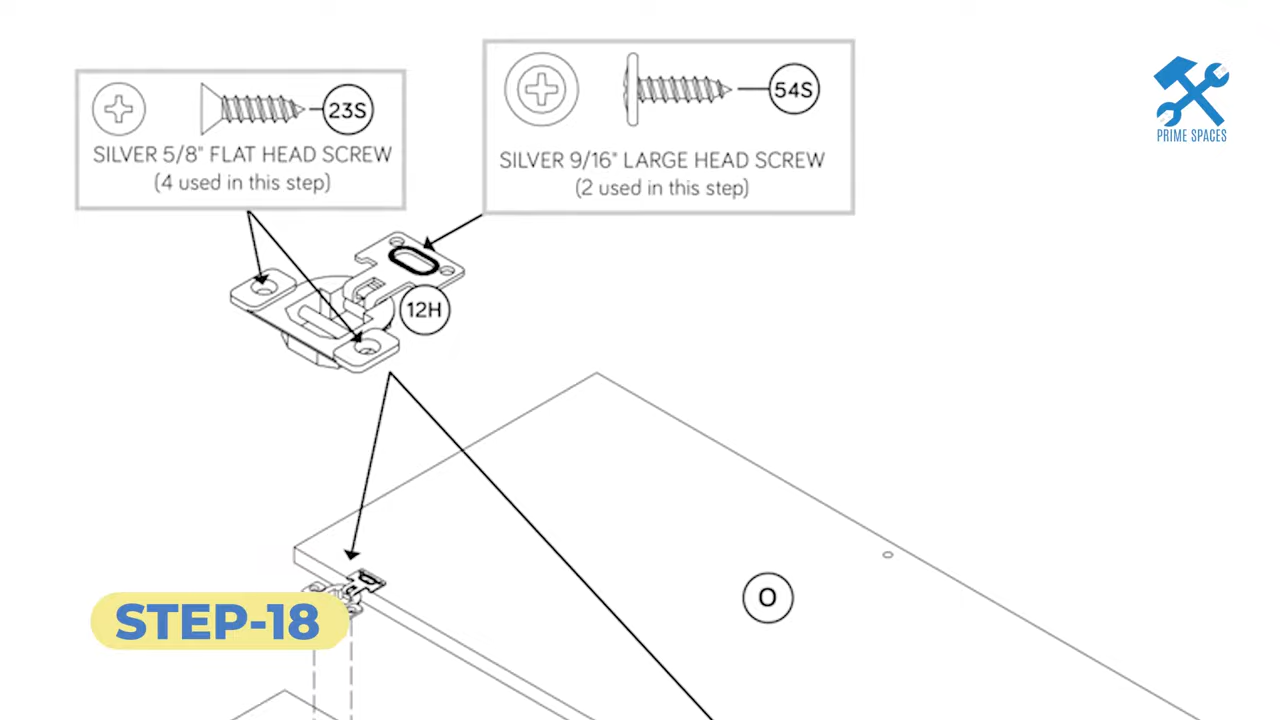 23S
SILVER 5/8" FLAT HEAD SCREW
(4 used in this step)
54S
SILVER 9/16" LARGE HEAD SCREW
(2 used in this step)
PRIME SPACES
12H
O
STEP-18